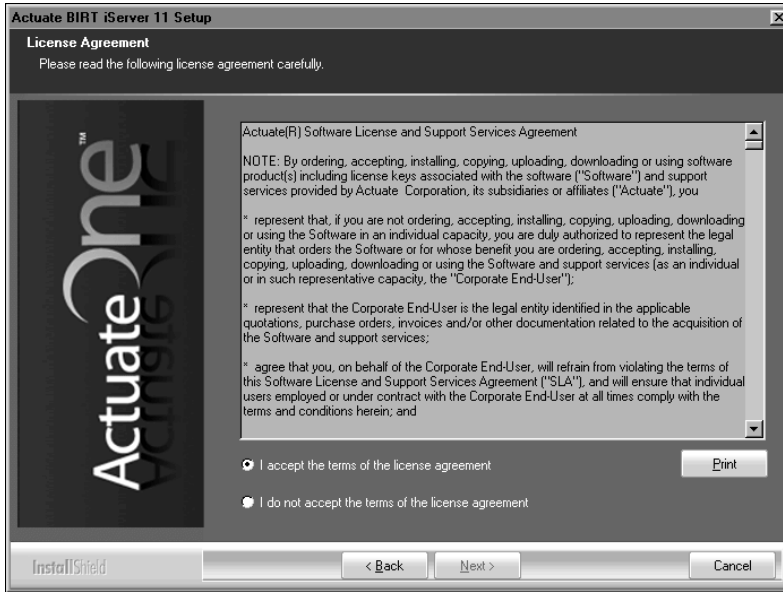 Actuate BIRT iServer 11 Setup
License Agreement
Please read the following license agreement carefully.
ActuateOne™
Actuate(R) Software License and Support Services Agreement
NOTE: By ordering, accepting, installing, copying, uploading, downloading or using software
product(s) including license keys associated with the software ("Software") and support
services provided by Actuate Corporation, its subsidiaries or affiliates ("Actuate"), you
* represent that, if you are not ordering, accepting, installing, copying, uploading, downloading
or using the Software in an individual capacity, you are duly authorized to represent the legal
entity that orders the Software or for whose benefit you are ordering, accepting, installing,
copying, uploading, downloading or using the Software and support services (as an individual
or in such representative capacity, the "Corporate End-User");
* represent that the Corporate End-User is the legal entity identified in the applicable
quotations, purchase orders, invoices and/or other documentation related to the acquisition of
the Software and support services;
* agree that you, on behalf of the Corporate End-User, will refrain from violating the terms of
this Software License and Support Services Agreement ("SLA"), and will ensure that individual
users employed or under contract with the Corporate End-User at all times comply with the
terms and conditions herein; and
I accept the terms of the license agreement
Print
I do not accept the terms of the license agreement
InstallShield
< Back
Next >
Cancel